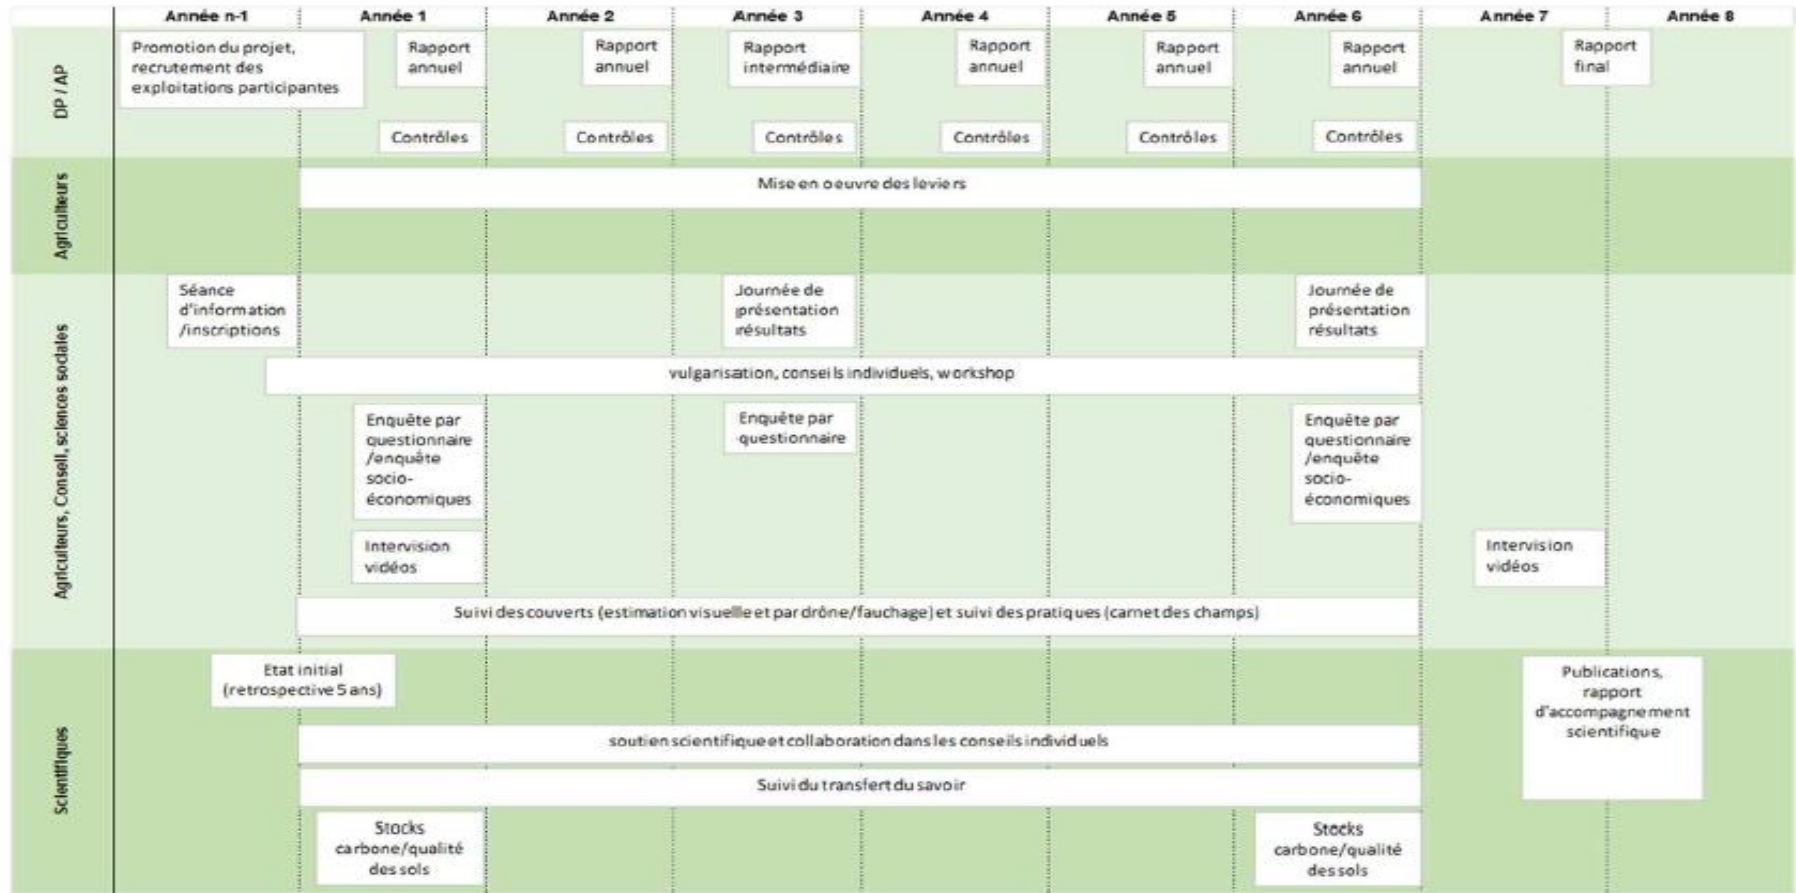 Année n-1 Année 1 Année 2 Année 3 Année 4 Année 5 Année 6 Année 7 Année 8
DP / AP
Promotion du projet,
recrutement des
exploitations participantes
Rapport
annuel
Rapport
annuel
Rapport
intermédiaire
Rapport
annuel
Rapport
annuel
Rapport
annuel
Rapport
final
Contrôles
Contrôles
Contrôles
Contrôles
Contrôles
Contrôles
Agriculteurs
Mise en oeuvre des leviers
Agriculteurs, Conseil, sciences sociales
Séance
d'information
/inscriptions
Journée de
présentation
résultats
Journée de
présentation
résultats
vulgarisation, conseils individuels, workshop
Enquête par
questionnaire
/enquête
socio-
économiques
Enquête par
questionnaire
Enquête par
questionnaire
/enquête
socio-
économiques
Intervision
vidéos
Intervision
vidéos
Suivi des couverts (estimation visuelle et par drône/fauchage) et suivi des pratiques (carnet des champs)
Scientifiques
Etat initial
(retrospective 5 ans)
Publications,
rapport
d'accompagnement
scientifique
soutien scientifique et collaboration dans les conseils individuels
Suivi du transfert du savoir
Stocks
carbone/qualité
des sols
Stocks
carbone/qualité
des sols